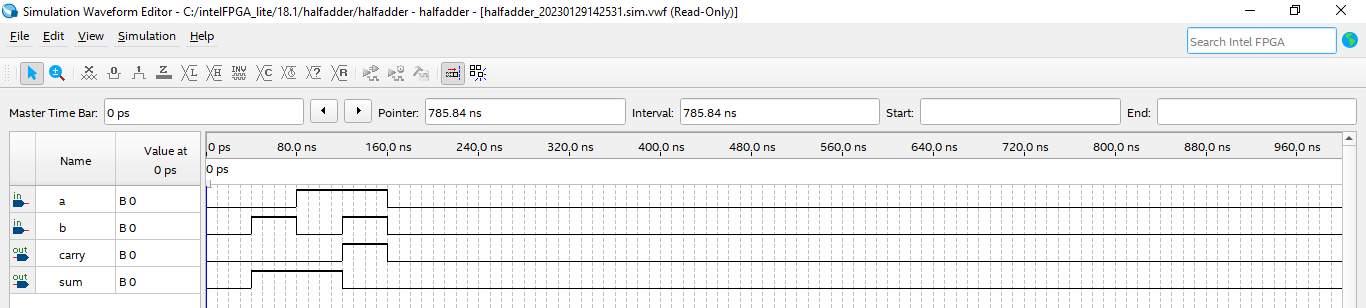 Simulation Waveform Editor - C:/intelFPGA_lite/18.1/halfadder/halfadder - halfadder - [halfadder_20230129142531.sim.vwf (Read-Only)]
File Edit View Simulation Help
Search Intel FPGA
0 1 Z L H INV C ? R
Master Time Bar: 0 ps Pointer: 785.84 ns Interval: 785.84 ns Start: End:
Name Value at 0 ps
0 ps 80.0 ns 160.0 ns 240.0 ns 320.0 ns 400.0 ns 480.0 ns 560.0 ns 640.0 ns 720.0 ns 800.0 ns 880.0 ns 960.0 ns
0 ps
in a B 0
in b B 0
out carry B 0
out sum B 0